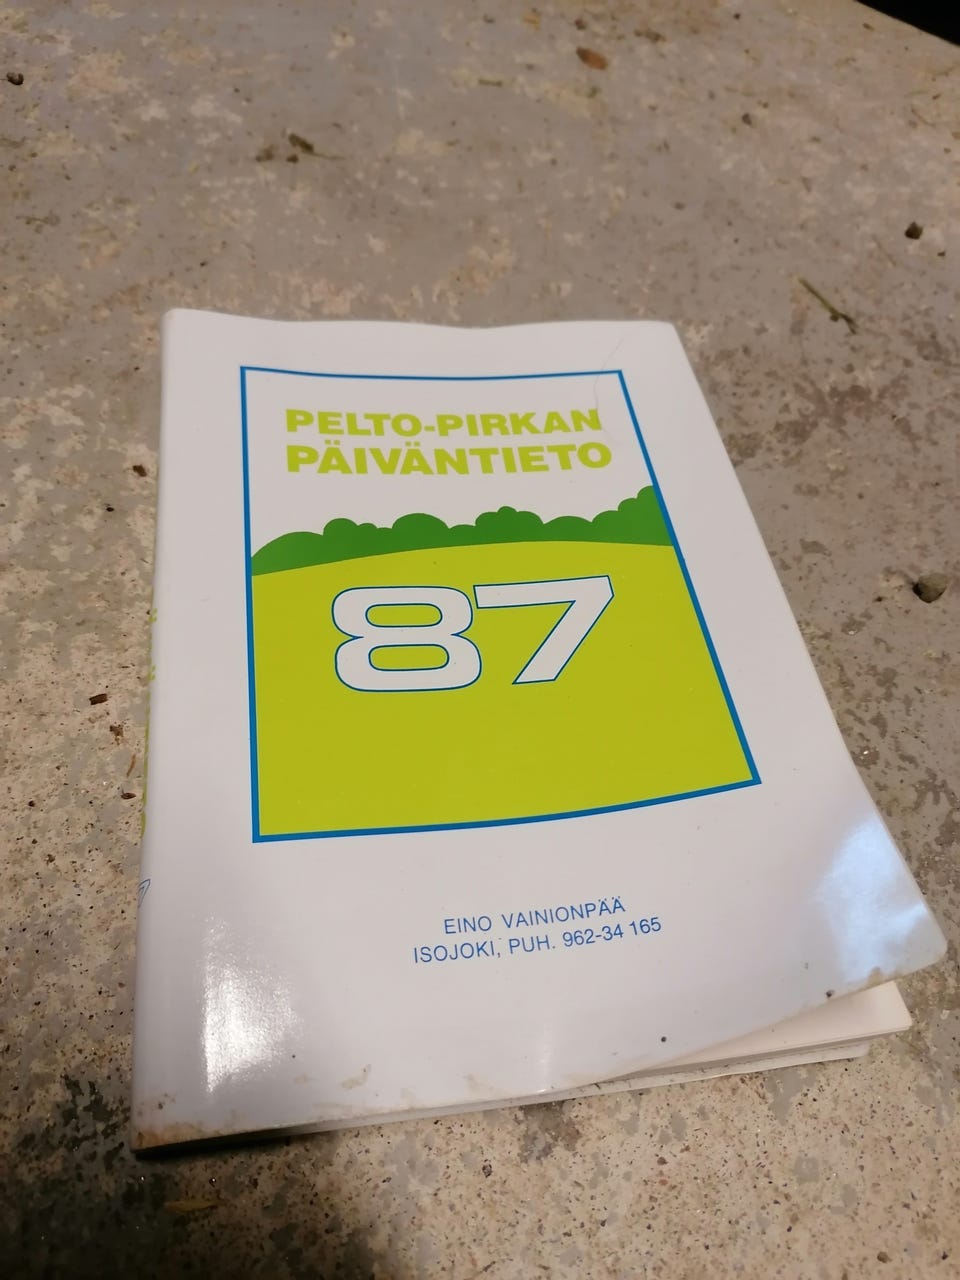 PELTO-PIRKAN
PÄIVÄNTIETO
87
EINO VAINIONPÄÄ
ISOJOKI, PUH. 962-34 165